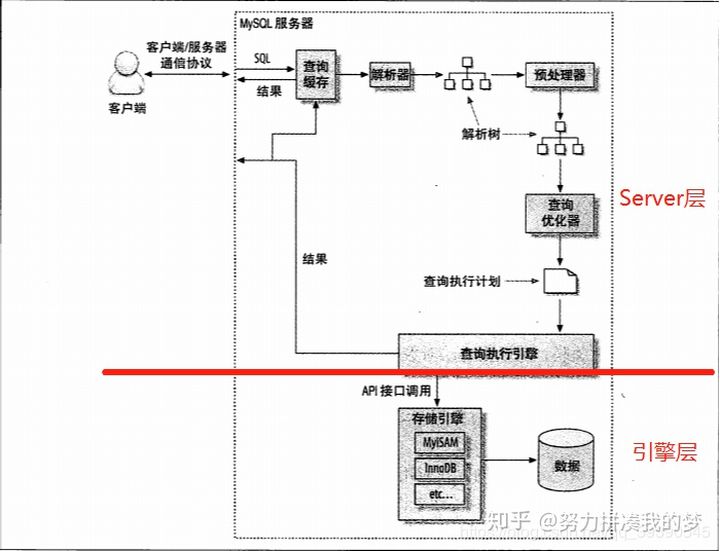 MySQL 服务器
客户端/服务器
通信协议
客户端
SQL
结果
查询
缓存
解析器
预处理器
解析树
查询
优化器
Server层
查询执行计划
结果
查询执行引擎
API 接口调用
存储引擎
MyISAM
InnoDB
etc...
数据
引擎层
知乎 @努力拼凑我的梦